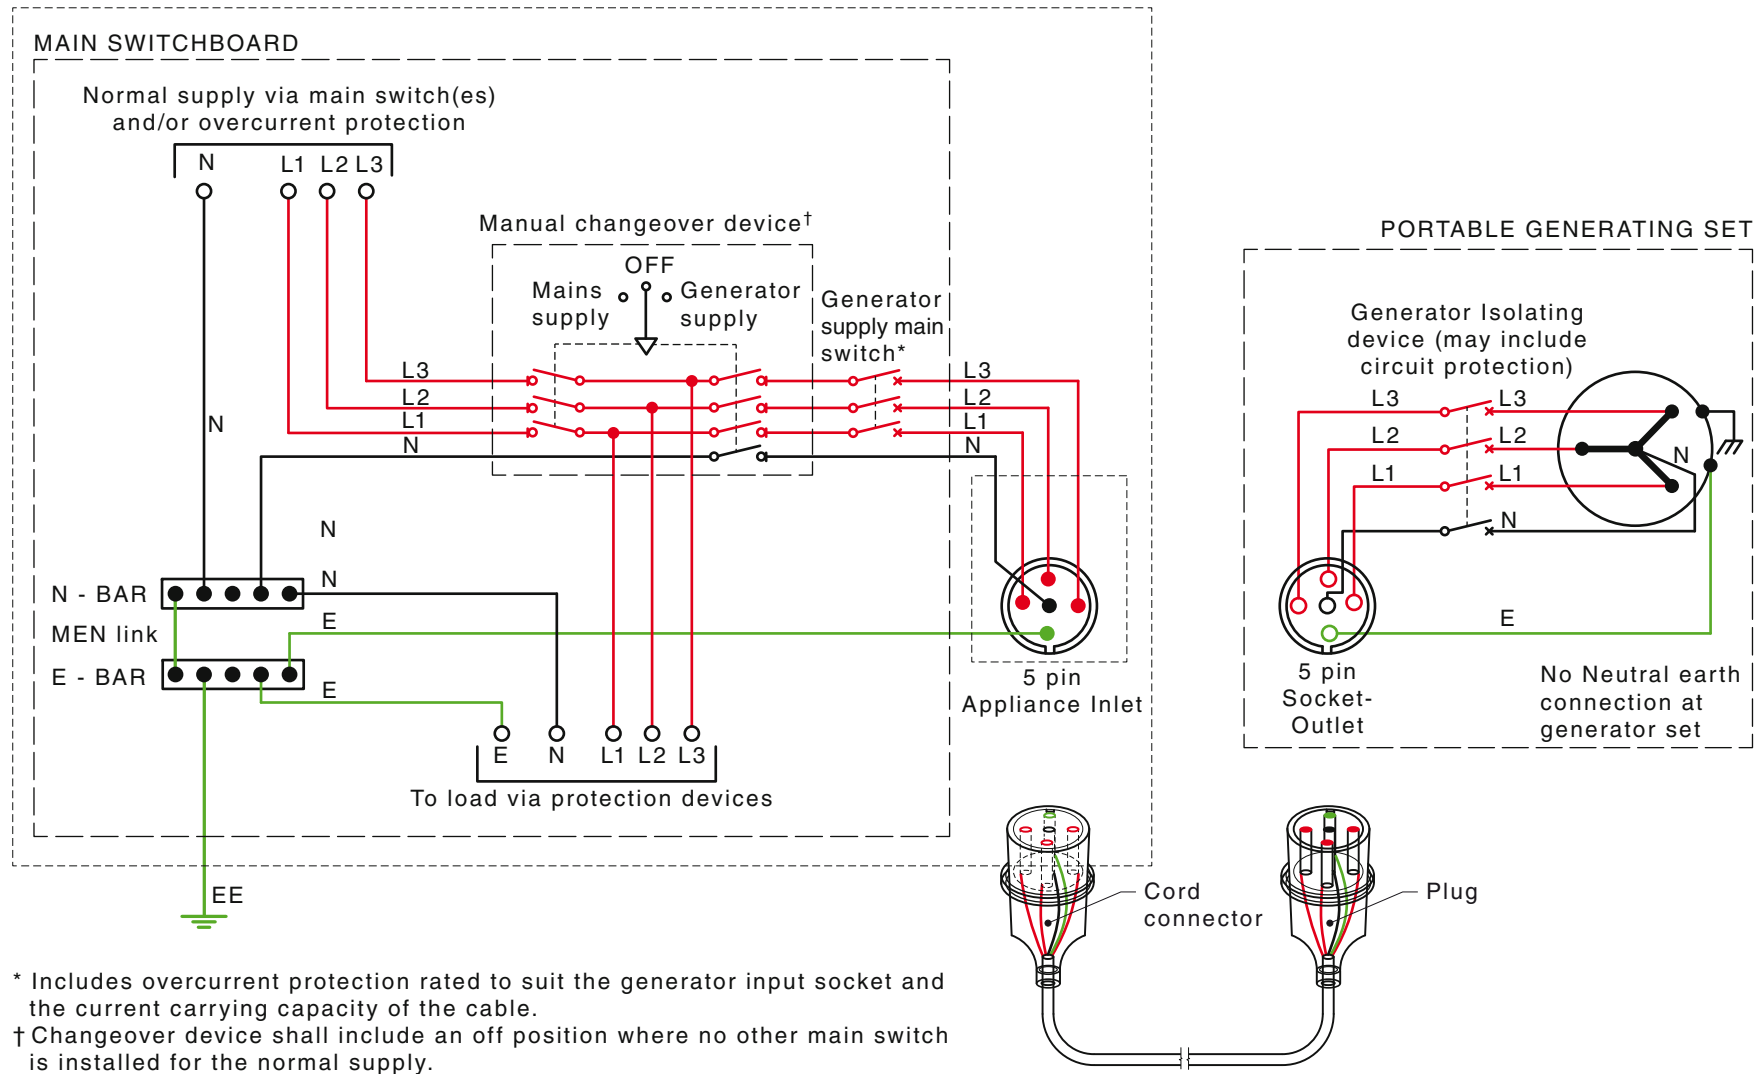 MAIN SWITCHBOARD
Normal supply via main switch(es)
and/or overcurrent protection
N L1 L2 L3
Manual changeover device†
OFF
Mains
supply
Generator
supply
Generator
supply main
switch*
L3
L2
L1
N
L3
L2
L1
N
N
N
N
E
E
N - BAR
MEN link
E - BAR
E N L1 L2 L3
To load via protection devices
EE
5 pin
Appliance Inlet
PORTABLE GENERATING SET
Generator Isolating
device (may include
circuit protection)
L3 L3
L2 L2
L1 L1
N
N
E
5 pin
Socket-
Outlet
No Neutral earth
connection at
generator set
Cord
connector
Plug
* Includes overcurrent protection rated to suit the generator input socket and
the current carrying capacity of the cable.
† Changeover device shall include an off position where no other main switch
is installed for the normal supply.